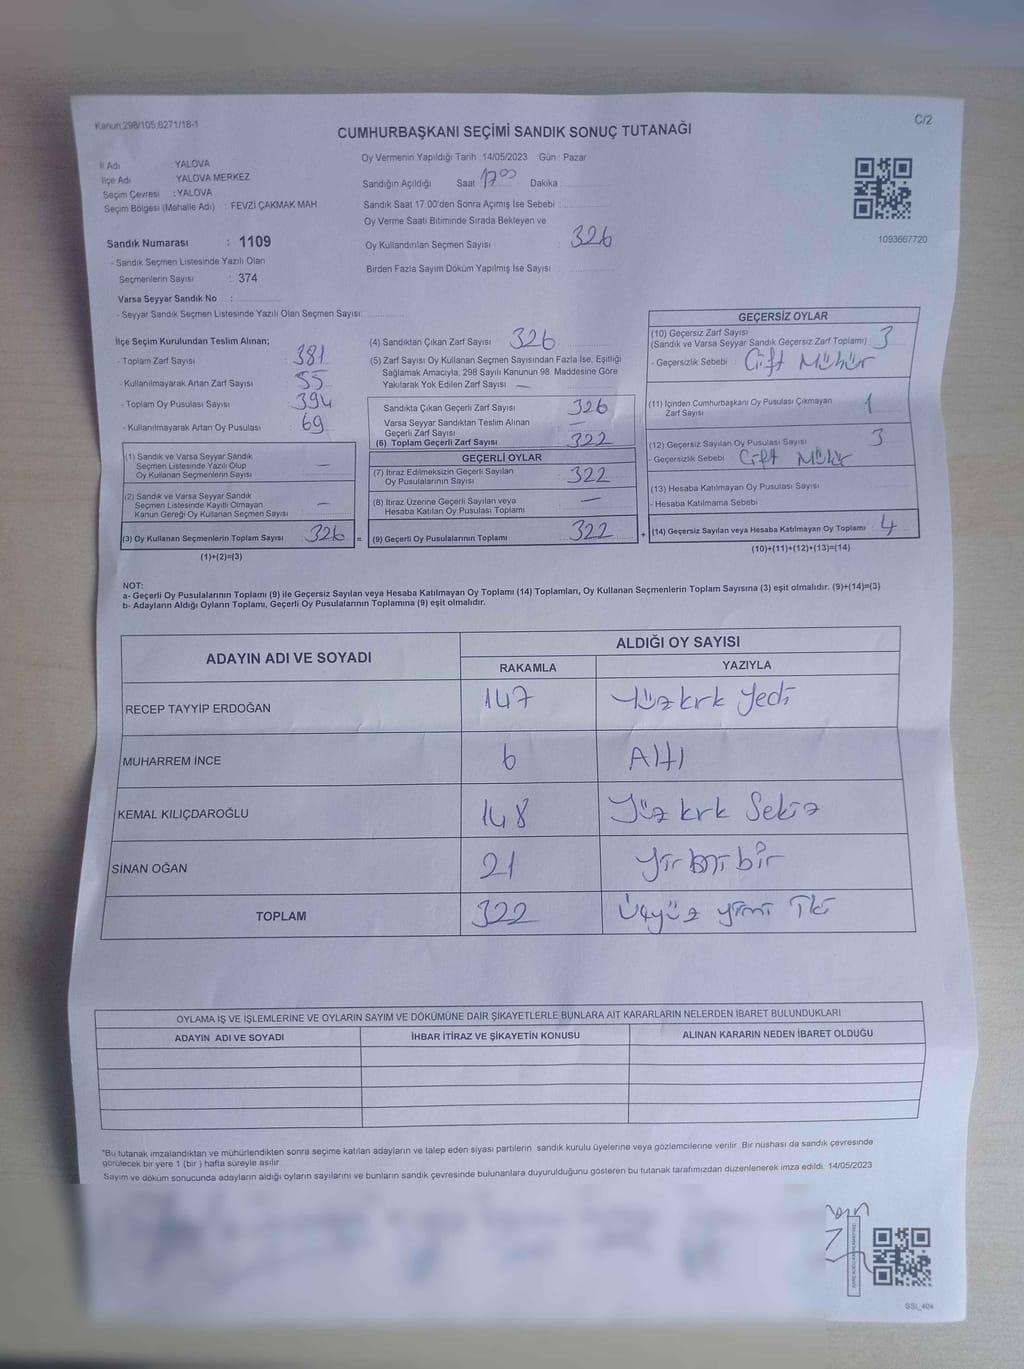 Kanun:298/105;6271/18-1
C/2
CUMHURBAŞKANI SEÇİMİ SANDIK SONUÇ TUTANAĞI
İl Adı : YALOVA
İlçe Adı : YALOVA MERKEZ
Seçim Çevresi : YALOVA
Seçim Bölgesi (Mahalle Adı) : FEVZİ ÇAKMAK MAH.
Oy Vermenin Yapıldığı Tarih : 14/05/2023 Gün : Pazar
Sandığın Açıldığı Saat 17 00 Dakika :
Sandık Saat 17.00'den Sonra Açmış İse Sebebi :
Oy Verme Saati Bitiminde Sırada Bekleyen ve
Oy Kullandırılan Seçmen Sayısı : 326
Birden Fazla Sayım Döküm Yapılmış İse Sayısı :
1093667720
Sandık Numarası : 1109
- Sandık Seçmen Listesinde Yazılı Olan
Seçmenlerin Sayısı : 374
Varsa Seyyar Sandık No :
- Seyyar Sandık Seçmen Listesinde Yazılı Olan Seçmen Sayısı:
İlçe Seçim Kurulundan Teslim Alınan;
- Toplam Zarf Sayısı : 381
- Kullanılmayarak Artan Zarf Sayısı : 55
- Toplam Oy Pusulası Sayısı : 394
- Kullanılmayarak Artan Oy Pusulası : 69
(1) Sandık ve Varsa Seyyar Sandık
Seçmen Listesinde Yazılı Olup
Oy Kullanan Seçmenlerin Sayısı —
(2) Sandık ve Varsa Seyyar Sandık
Seçmen Listesinde Kayıtlı Olmayan
Kanun Gereği Oy Kullanan Seçmen Sayısı —
(3) Oy Kullanan Seçmenlerin Toplam Sayısı : 326
(1)+(2)=(3)
(4) Sandıktan Çıkan Zarf Sayısı : 326
(5) Zarf Sayısı Oy Kullanan Seçmen Sayısından Fazla İse, Eşitliği
Sağlamak Amacıyla; 298 Sayılı Kanunun 98. Maddesine Göre
Yakılarak Yok Edilen Zarf Sayısı : —
Sandıkta Çıkan Geçerli Zarf Sayısı : 326
Varsa Seyyar Sandıktan Teslim Alınan
Geçerli Zarf Sayısı : —
(6) Toplam Geçerli Zarf Sayısı : 322
GEÇERLİ OYLAR
(7) İtiraz Edilmeksizin Geçerli Sayılan
Oy Pusulalarının Sayısı : 322
(8) İtiraz Üzerine Geçerli Sayılan veya
Hesaba Katılan Oy Pusulası Toplamı : —
= (9) Geçerli Oy Pusulalarının Toplamı : 322
GEÇERSİZ OYLAR
(10) Geçersiz Zarf Sayısı
(Sandık ve Varsa Seyyar Sandık Geçersiz Zarf Toplamı) : 3
- Geçersizlik Sebebi : Çift Mühür
(11) İçinden Cumhurbaşkanı Oy Pusulası Çıkmayan
Zarf Sayısı : 1
(12) Geçersiz Sayılan Oy Pusulası Sayısı : 3
- Geçersizlik Sebebi : Çift Mühür
(13) Hesaba Katılmayan Oy Pusulası Sayısı :
- Hesaba Katılmama Sebebi :
+ (14) Geçersiz Sayılan veya Hesaba Katılmayan Oy Toplamı : 4
(10)+(11)+(12)+(13)=(14)
NOT:
a- Geçerli Oy Pusulalarının Toplamı (9) ile Geçersiz Sayılan veya Hesaba Katılmayan Oy Toplamı (14) Toplamları, Oy Kullanan Seçmenlerin Toplam Sayısına (3) eşit olmalıdır. (9)+(14)=(3)
b- Adayların Aldığı Oyların Toplamı, Geçerli Oy Pusulalarının Toplamına (9) eşit olmalıdır.
ADAYIN ADI VE SOYADI
ALDIĞI OY SAYISI
RAKAMLA YAZIYLA
RECEP TAYYİP ERDOĞAN 147 Yüzkrk yedi
MUHARREM İNCE 6 Altı
KEMAL KILIÇDAROĞLU 148 Yüz krk Sekiz
SİNAN OĞAN 21 Yirmi bir
TOPLAM 322 Üçyüz yirmi iki
OYLAMA İŞ VE İŞLEMLERİNE VE OYLARIN SAYIM VE DÖKÜMÜNE DAİR ŞİKAYETLERLE BUNLARA AİT KARARLARIN NELERDEN İBARET BULUNDUKLARI
ADAYIN ADI VE SOYADI İHBAR İTİRAZ VE ŞİKAYETİN KONUSU ALINAN KARARIN NEDEN İBARET OLDUĞU
*Bu tutanak imzalandıktan ve mühürlendikten sonra seçime katılan adayların ve talep eden siyasi partilerin sandık kurulu üyelerine veya gözlemcilerine verilir. Bir nüshası da sandık çevresinde
görülecek bir yere 1 (bir ) hafta süreyle asılır.
Sayım ve döküm sonucunda adayların aldığı oyların sayılarını ve bunların sandık çevresinde bulunanlara duyurulduğunu gösteren bu tutanak tarafımızdan düzenlenerek imza edildi. 14/05/2023
SSI_404